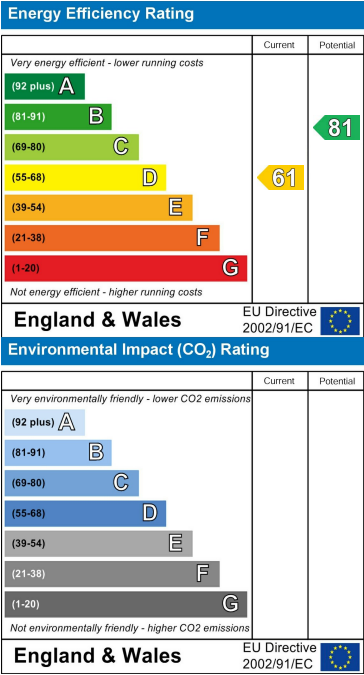 Energy Efficiency Rating
Current Potential
Very energy efficient - lower running costs
(92 plus) A
(81-91) B
81
(69-80) C
(55-68) D
61
(39-54) E
(21-38) F
(1-20) G
Not energy efficient - higher running costs
England & Wales
EU Directive
2002/91/EC
Environmental Impact (CO₂) Rating
Current Potential
Very environmentally friendly - lower CO2 emissions
(92 plus) A
(81-91) B
(69-80) C
(55-68) D
(39-54) E
(21-38) F
(1-20) G
Not environmentally friendly - higher CO2 emissions
England & Wales
EU Directive
2002/91/EC